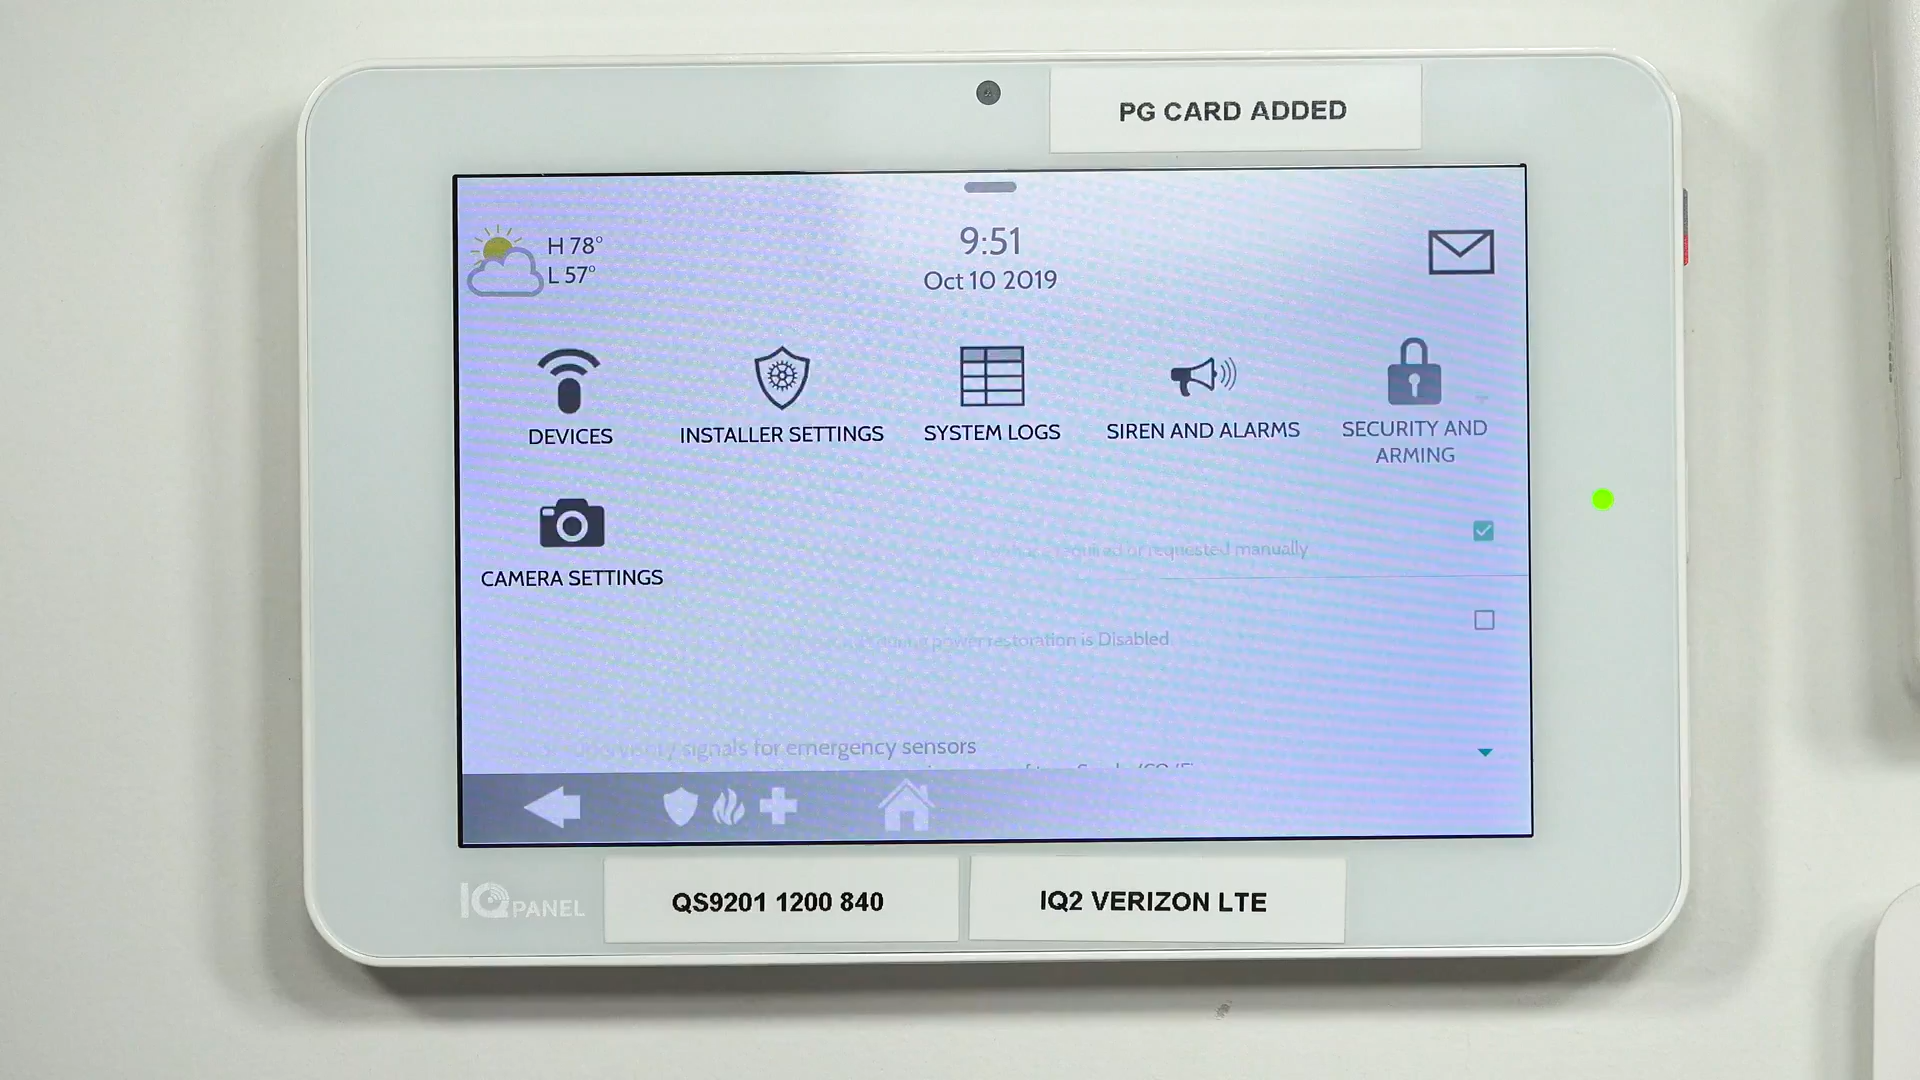 PG CARD ADDED
H 78°
L 57°
9:51
Oct 10 2019
DEVICES
INSTALLER SETTINGS
SYSTEM LOGS
SIREN AND ALARMS
SECURITY AND
ARMING
CAMERA SETTINGS
required or requested manually
power restoration is Disabled
signals for emergency sensors
IQ PANEL
QS9201 1200 840
IQ2 VERIZON LTE